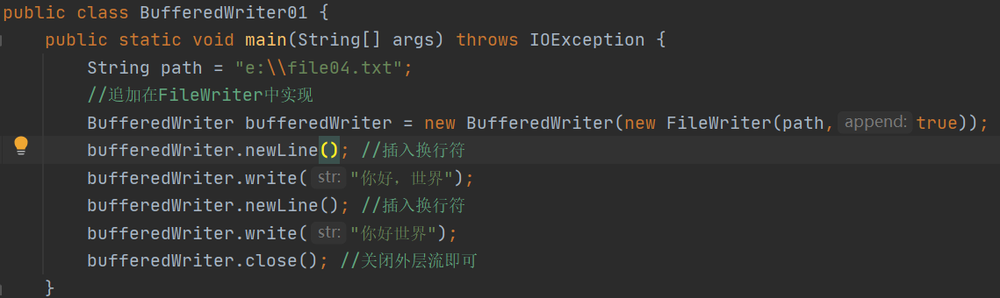 public class BufferedWriter01 {
    public static void main(String[] args) throws IOException {
        String path = "e:\\file04.txt";
        //追加在FileWriter中实现
        BufferedWriter bufferedWriter = new BufferedWriter(new FileWriter(path, append: true));
        bufferedWriter.newLine(); //插入换行符
        bufferedWriter.write( str: "你好，世界");
        bufferedWriter.newLine(); //插入换行符
        bufferedWriter.write( str: "你好世界");
        bufferedWriter.close(); //关闭外层流即可
    }